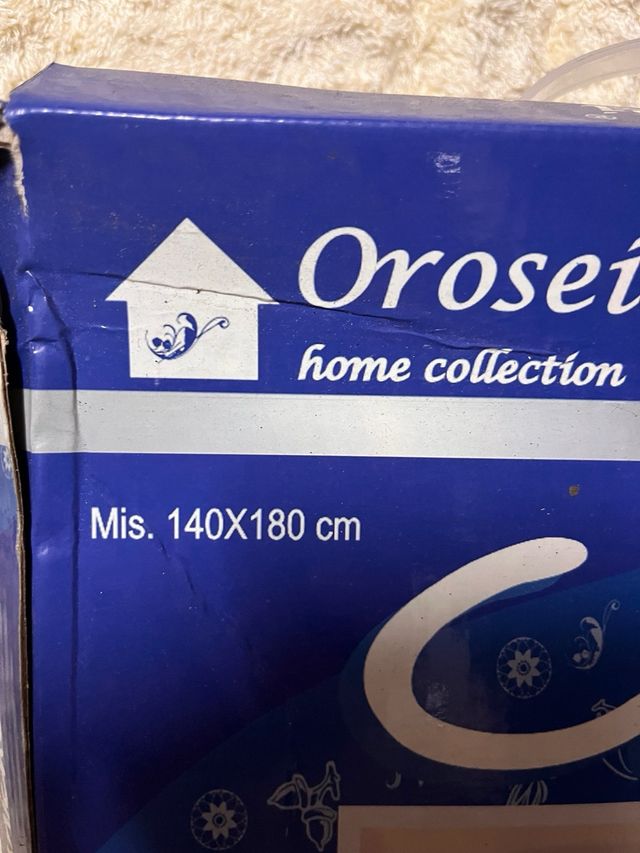 Orosei
home collection
Mis. 140X180 cm